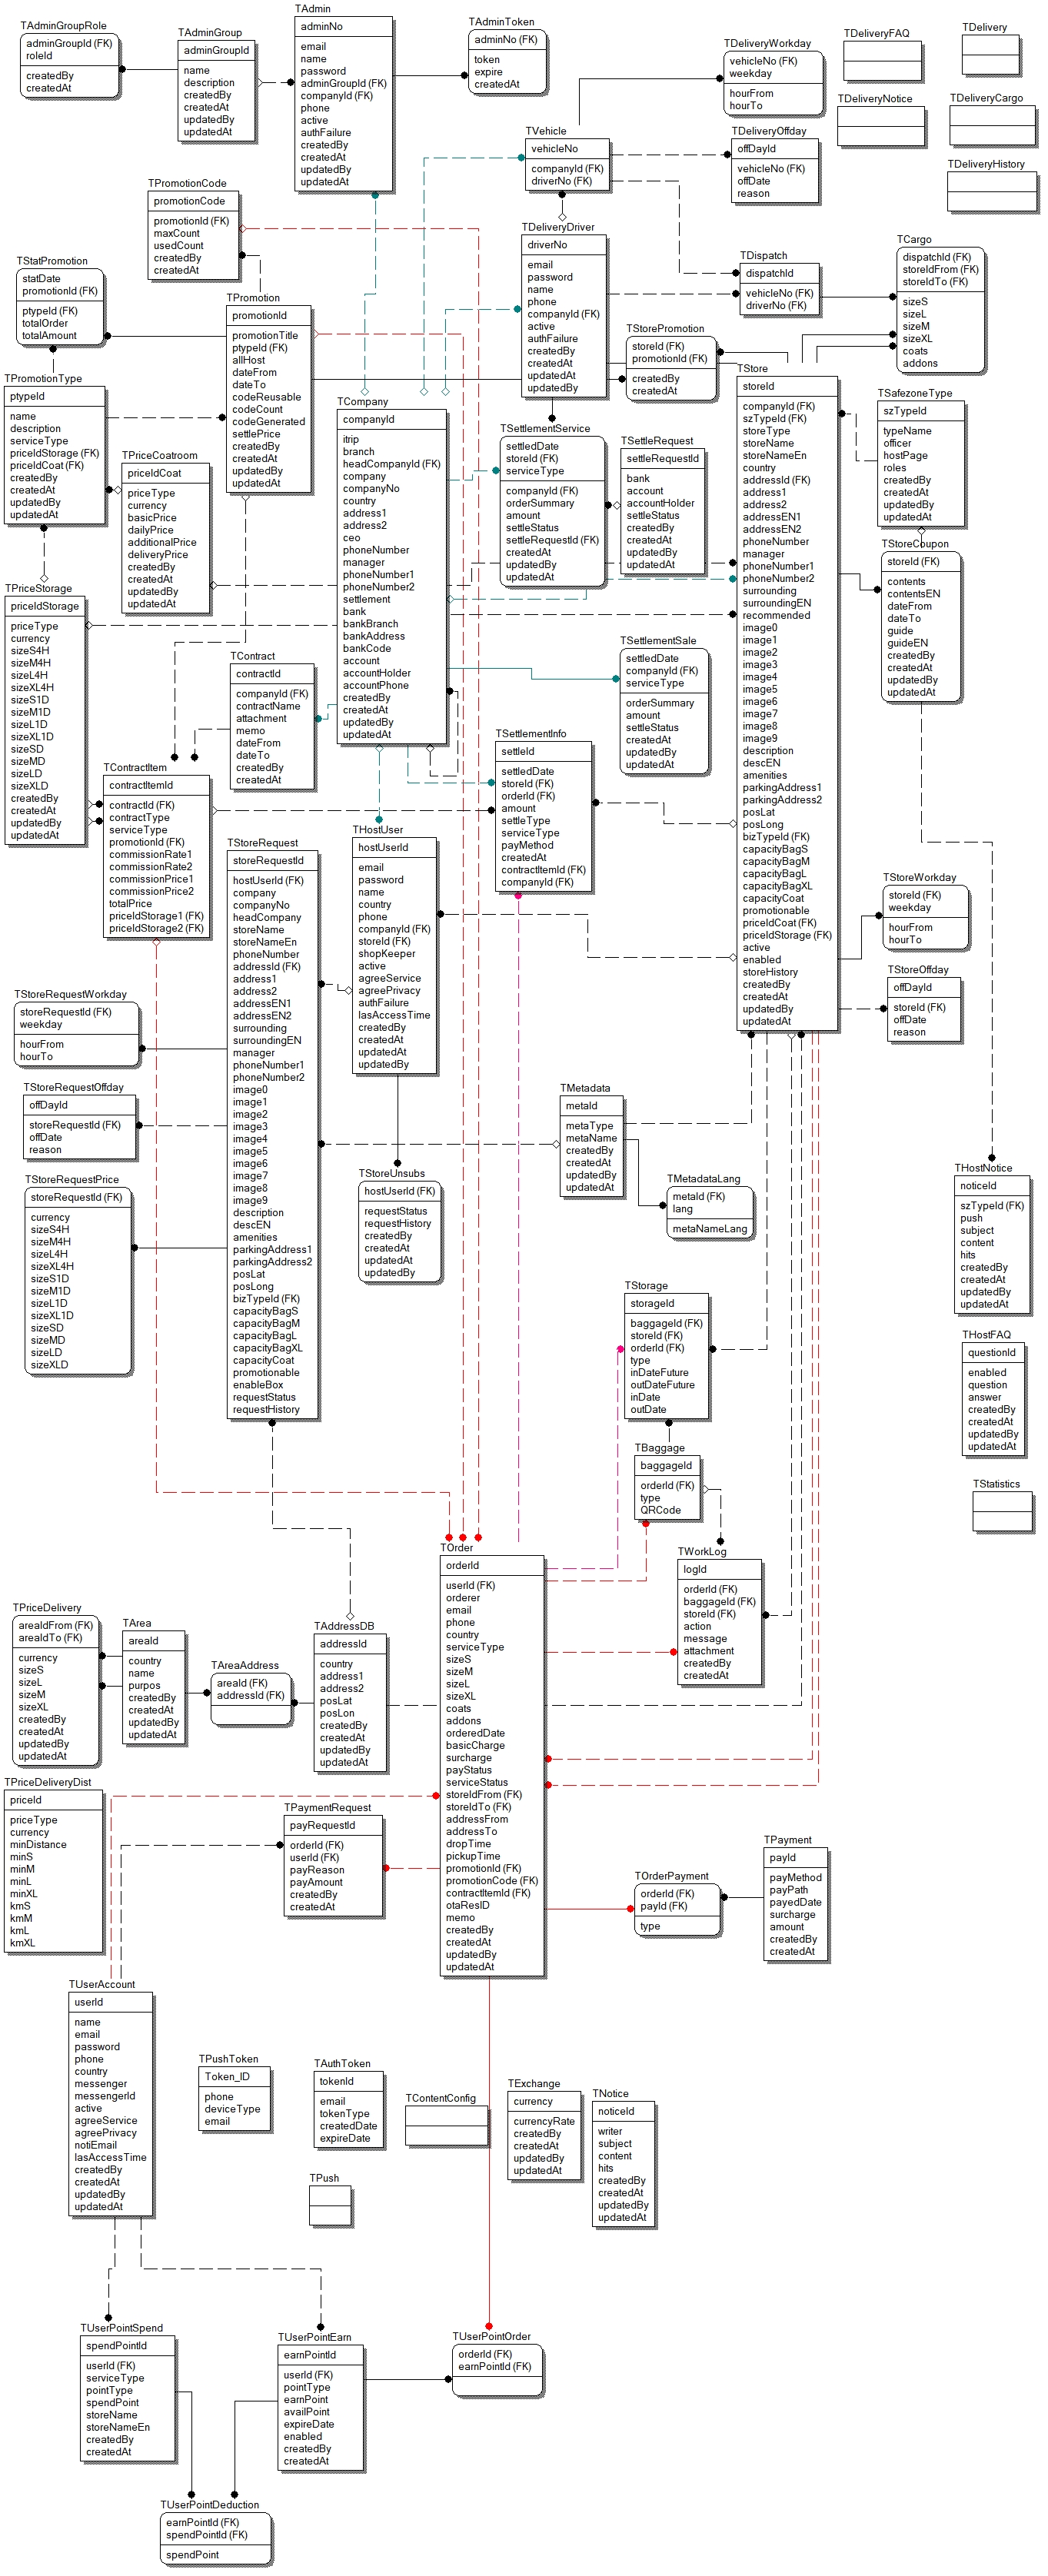 TAdmin
adminNo
email
name
password
adminGroupId (FK)
companyId (FK)
phone
active
authFailure
createdBy
createdAt
updatedBy
updatedAt
TAdminGroupRole
adminGroupId (FK)
roleId
createdBy
createdAt
TAdminGroup
adminGroupId
name
description
createdBy
createdAt
updatedBy
updatedAt
TAdminToken
adminNo (FK)
token
expire
createdAt
TDeliveryWorkday
vehicleNo (FK)
weekday
hourFrom
hourTo
TDeliveryFAQ
TDelivery
TDeliveryNotice
TDeliveryCargo
TDeliveryHistory
TVehicle
vehicleNo
companyId (FK)
driverNo (FK)
TDeliveryOffday
offDayId
vehicleNo (FK)
offDate
reason
TPromotionCode
promotionCode
promotionId (FK)
maxCount
usedCount
createdBy
createdAt
TDeliveryDriver
driverNo
email
password
name
phone
companyId (FK)
active
authFailure
createdBy
createdAt
updatedAt
updatedBy
TDispatch
dispatchId
vehicleNo (FK)
driverNo (FK)
TCargo
dispatchId (FK)
storeIdFrom (FK)
storeIdTo (FK)
sizeS
sizeL
sizeM
sizeXL
coats
addons
TStatPromotion
statDate
promotionId (FK)
ptypeId (FK)
totalOrder
totalAmount
TPromotion
promotionId
promotionTitle
ptypeId (FK)
allHost
dateFrom
dateTo
codeReusable
codeCount
codeGenerated
settlePrice
createdBy
createdAt
updatedBy
updatedAt
TStorePromotion
storeId (FK)
promotionId (FK)
createdBy
createdAt
TPromotionType
ptypeId
name
description
serviceType
priceIdStorage (FK)
priceIdCoat (FK)
createdBy
createdAt
updatedBy
updatedAt
TPriceCoatroom
priceIdCoat
priceType
currency
basicPrice
dailyPrice
additionalPrice
deliveryPrice
createdBy
createdAt
updatedBy
updatedAt
TCompany
companyId
itrip
branch
headCompanyId (FK)
company
companyNo
country
address1
address2
ceo
phoneNumber
manager
phoneNumber1
phoneNumber2
settlement
bank
bankBranch
bankAddress
bankCode
account
accountHolder
accountPhone
createdBy
createdAt
updatedBy
updatedAt
TSettlementService
settledDate
storeId (FK)
serviceType
companyId (FK)
orderSummary
amount
settleStatus
settleRequestId (FK)
createdAt
updatedBy
updatedAt
TSettleRequest
settleRequestId
bank
account
accountHolder
settleStatus
createdBy
createdAt
updatedBy
updatedAt
TStore
storeId
companyId (FK)
szTypeId (FK)
storeType
storeName
storeNameEn
country
addressId (FK)
address1
address2
addressEN1
addressEN2
phoneNumber
manager
phoneNumber1
phoneNumber2
surrounding
surroundingEN
recommended
image0
image1
image2
image3
image4
image5
image6
image7
image8
image9
description
descEN
amenities
parkingAddress1
parkingAddress2
posLat
posLong
bizTypeId (FK)
capacityBagS
capacityBagM
capacityBagL
capacityBagXL
capacityCoat
promotionable
priceIdCoat (FK)
priceIdStorage (FK)
active
enabled
storeHistory
createdBy
createdAt
updatedBy
updatedAt
TSafezoneType
szTypeId
typeName
officer
hostPage
roles
createdBy
createdAt
updatedBy
updatedAt
TStoreCoupon
storeId (FK)
contents
contentsEN
dateFrom
dateTo
guide
guideEN
createdBy
createdAt
updatedBy
updatedAt
TPriceStorage
priceIdStorage
priceType
currency
sizeS4H
sizeM4H
sizeL4H
sizeXL4H
sizeS1D
sizeM1D
sizeL1D
sizeXL1D
sizeSD
sizeMD
sizeLD
sizeXLD
createdBy
createdAt
updatedBy
updatedAt
TContract
contractId
companyId (FK)
contractName
attachment
memo
dateFrom
dateTo
createdBy
createdAt
TSettlementSale
settledDate
companyId (FK)
serviceType
orderSummary
amount
settleStatus
createdAt
updatedBy
updatedAt
TSettlementInfo
settleId
settledDate
storeId (FK)
orderId (FK)
amount
settleType
serviceType
payMethod
createdAt
contractItemId (FK)
companyId (FK)
TContractItem
contractItemId
contractId (FK)
contractType
serviceType
promotionId (FK)
commissionRate1
commissionRate2
commissionPrice1
commissionPrice2
totalPrice
priceIdStorage1 (FK)
priceIdStorage2 (FK)
THostUser
hostUserId
email
password
name
country
phone
companyId (FK)
storeId (FK)
shopKeeper
active
agreeService
agreePrivacy
authFailure
lasAccessTime
createdBy
createdAt
updatedAt
updatedBy
TStoreRequest
storeRequestId
hostUserId (FK)
company
companyNo
headCompany
storeName
storeNameEn
phoneNumber
addressId (FK)
address1
address2
addressEN1
addressEN2
surrounding
surroundingEN
manager
phoneNumber1
phoneNumber2
image0
image1
image2
image3
image4
image5
image6
image7
image8
image9
description
descEN
amenities
parkingAddress1
parkingAddress2
posLat
posLong
bizTypeId (FK)
capacityBagS
capacityBagM
capacityBagL
capacityBagXL
capacityCoat
promotionable
enableBox
requestStatus
requestHistory
TStoreWorkday
storeId (FK)
weekday
hourFrom
hourTo
TStoreOffday
offDayId
storeId (FK)
offDate
reason
TStoreRequestWorkday
storeRequestId (FK)
weekday
hourFrom
hourTo
TStoreRequestOffday
offDayId
storeRequestId (FK)
offDate
reason
TStoreRequestPrice
storeRequestId (FK)
currency
sizeS4H
sizeM4H
sizeL4H
sizeXL4H
sizeS1D
sizeM1D
sizeL1D
sizeXL1D
sizeSD
sizeMD
sizeLD
sizeXLD
TStoreUnsubs
hostUserId (FK)
requestStatus
requestHistory
createdBy
createdAt
updatedAt
updatedBy
TMetadata
metaId
metaType
metaName
createdBy
createdAt
updatedBy
updatedAt
TMetadataLang
metaId (FK)
lang
metaNameLang
THostNotice
noticeId
szTypeId (FK)
push
subject
content
hits
createdBy
createdAt
updatedBy
updatedAt
TStorage
storageId
baggageId (FK)
storeId (FK)
orderId (FK)
type
inDateFuture
outDateFuture
inDate
outDate
THostFAQ
questionId
enabled
question
answer
createdBy
createdAt
updatedBy
updatedAt
TBaggage
baggageId
orderId (FK)
type
QRCode
TStatistics
TOrder
orderId
userId (FK)
orderer
email
phone
country
serviceType
sizeS
sizeM
sizeL
sizeXL
coats
addons
orderedDate
basicCharge
surcharge
payStatus
serviceStatus
storeIdFrom (FK)
storeIdTo (FK)
addressFrom
addressTo
dropTime
pickupTime
promotionId (FK)
promotionCode (FK)
contractItemId (FK)
otaResID
memo
createdBy
createdAt
updatedBy
updatedAt
TWorkLog
logId
orderId (FK)
baggageId (FK)
storeId (FK)
action
message
attachment
createdBy
createdAt
TPriceDelivery
areaIdFrom (FK)
areaIdTo (FK)
currency
sizeS
sizeL
sizeM
sizeXL
createdBy
createdAt
updatedBy
updatedAt
TArea
areaId
country
name
purpos
createdBy
createdAt
updatedBy
updatedAt
TAreaAddress
areaId (FK)
addressId (FK)
TAddressDB
addressId
country
address1
address2
posLat
posLon
createdBy
createdAt
updatedBy
updatedAt
TPriceDeliveryDist
priceId
priceType
currency
minDistance
minS
minM
minL
minXL
kmS
kmM
kmL
kmXL
TPaymentRequest
payRequestId
orderId (FK)
userId (FK)
payReason
payAmount
createdBy
createdAt
TOrderPayment
orderId (FK)
payId (FK)
type
TPayment
payId
payMethod
payPath
payedDate
surcharge
amount
createdBy
createdAt
TUserAccount
userId
name
email
password
phone
country
messenger
messengerId
active
agreeService
agreePrivacy
notiEmail
lasAccessTime
createdBy
createdAt
updatedBy
updatedAt
TPushToken
Token_ID
phone
deviceType
email
TAuthToken
tokenId
email
tokenType
createdDate
expireDate
TContentConfig
TExchange
currency
currencyRate
createdBy
createdAt
updatedBy
updatedAt
TNotice
noticeId
writer
subject
content
hits
createdBy
createdAt
updatedBy
updatedAt
TPush
TUserPointSpend
spendPointId
userId (FK)
serviceType
pointType
spendPoint
storeName
storeNameEn
createdBy
createdAt
TUserPointEarn
earnPointId
userId (FK)
pointType
earnPoint
availPoint
expireDate
enabled
createdBy
createdAt
TUserPointOrder
orderId (FK)
earnPointId (FK)
TUserPointDeduction
earnPointId (FK)
spendPointId (FK)
spendPoint